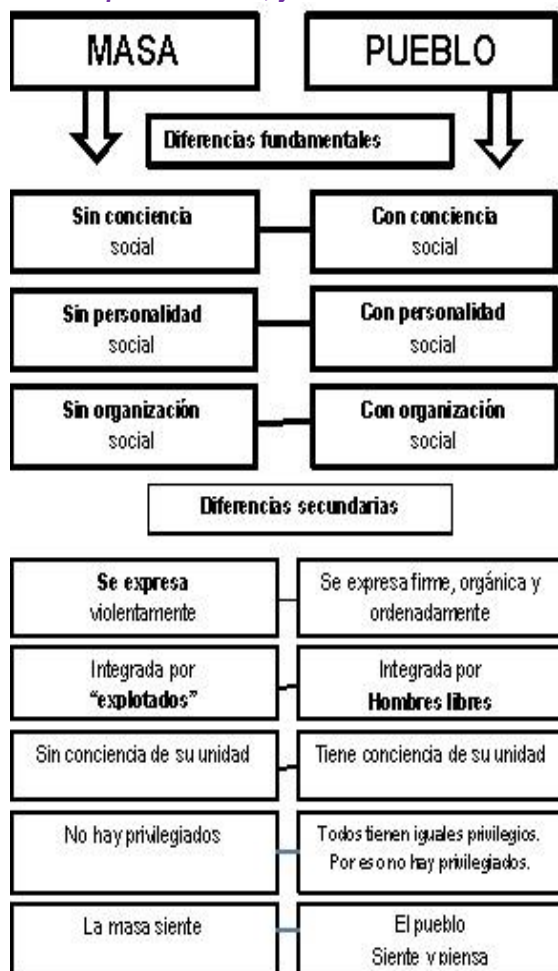 MASA
PUEBLO
Diferencias fundamentales
Sin conciencia
social
Con conciencia
social
Sin personalidad
social
Con personalidad
social
Sin organización
social
Con organización
social
Diferencias secundarias
Se expresa
violentamente
Se expresa firme, orgánica y
ordenadamente
Integrada por
“explotados”
Integrada por
Hombres libres
Sin conciencia de su unidad
Tiene conciencia de su unidad
No hay privilegiados
Todos tienen iguales privilegios.
Por eso no hay privilegiados.
La masa siente
El pueblo
Siente y piensa